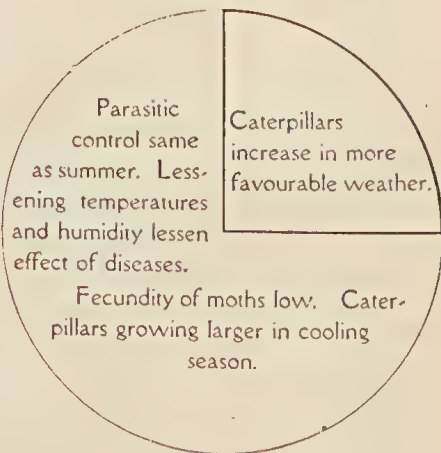 Parasitic
control same
as summer. Less-
ening temperatures
and humidity lessen
effect of diseases.
Fecundity of moths low. Cater-
pillars growing larger in cooling
season.
Caterpillars
increase in more
favourable weather.